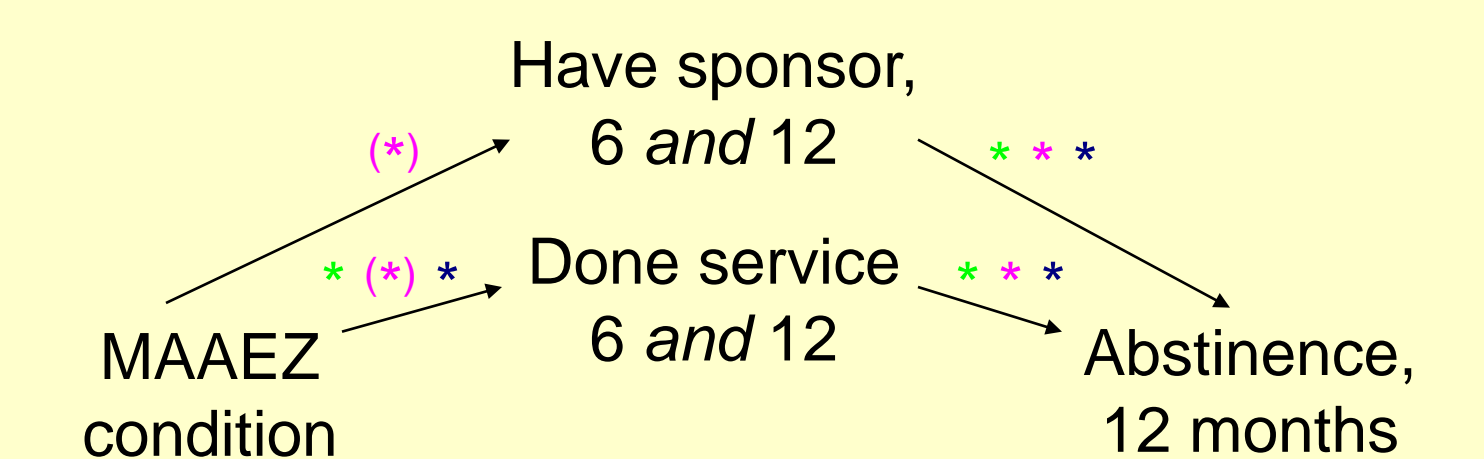 Have sponsor,
6 and 12
(*)
* * *
Done service
6 and 12
* (*) *
* * *
MAAEZ
condition
Abstinence,
12 months